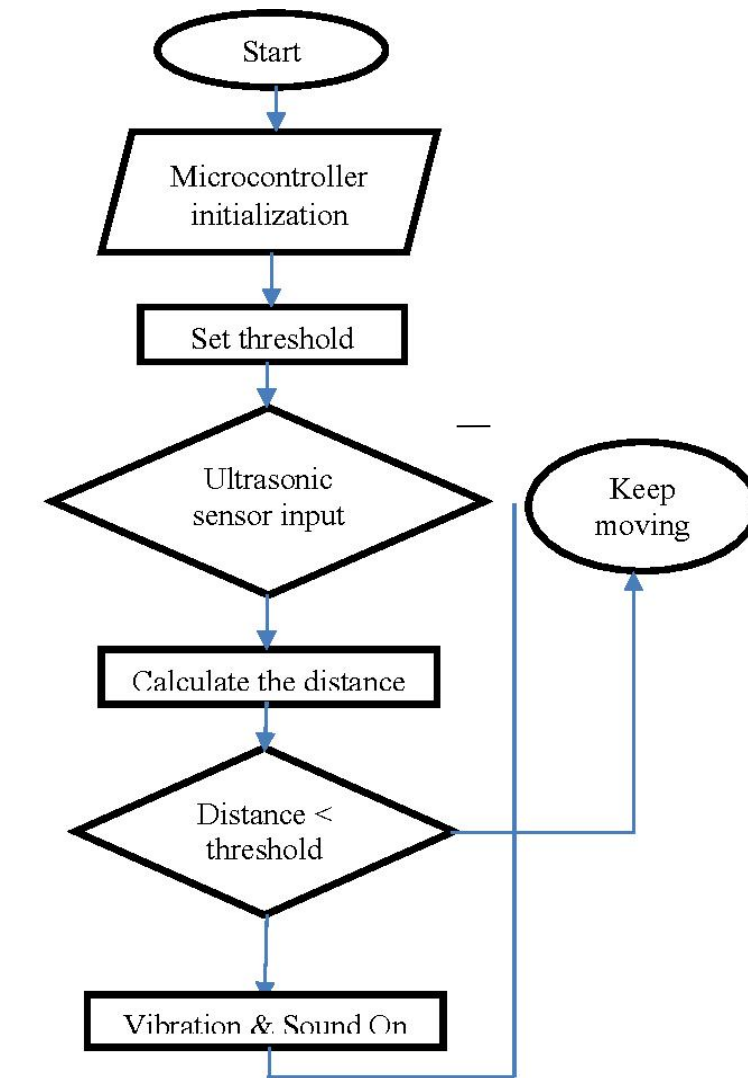 Start
Microcontroller
initialization
Set threshold
Ultrasonic
sensor input
Keep
moving
Calculate the distance
Distance <
threshold
Vibration & Sound On